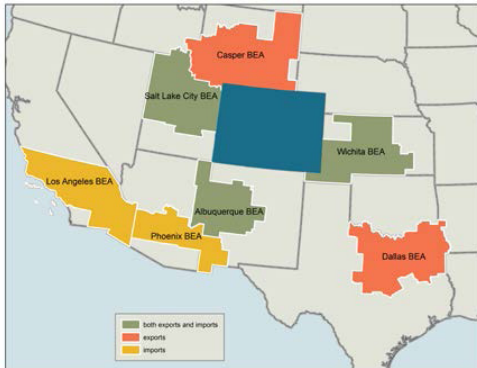 Casper BEA
Salt Lake City BEA
Wichita BEA
Los Angeles BEA
Albuquerque BEA
Phoenix BEA
Dallas BEA
both exports and imports
exports
imports